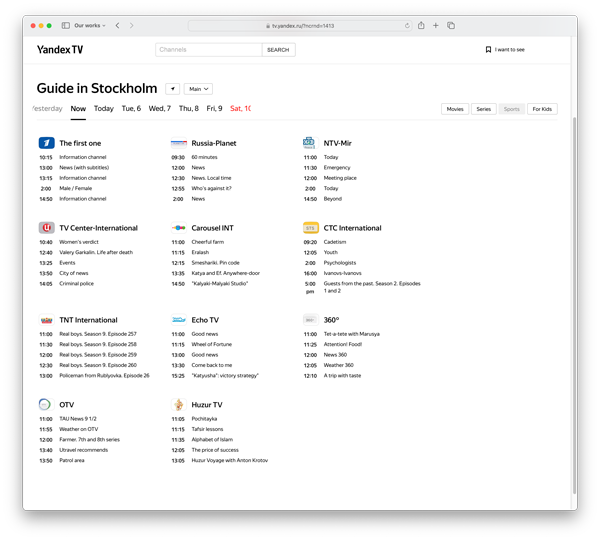 Our works
tv.yandex.ru/?ncrnd=1413
Yandex TV
Channels
SEARCH
I want to see
Guide in Stockholm
Main
Yesterday Now Today Tue, 6 Wed, 7 Thu, 8 Fri, 9 Sat, 10
Movies Series Sports For Kids
The first one
10:15 Information channel
13:00 News (with subtitles)
13:15 Information channel
2:00 Male / Female
14:50 Information channel
Russia-Planet
09:30 60 minutes
12:00 News
12:30 News. Local time
12:55 Who's against it?
2:00 News
NTV-Mir
11:00 Today
11:30 Emergency
12:00 Meeting place
2:00 Today
14:50 Beyond
TV Center-International
10:40 Women's verdict
12:40 Valery Garkalin. Life after death
13:25 Events
13:50 City of news
14:05 Criminal police
Carousel INT
11:00 Cheerful farm
11:15 Eralash
12:15 Smeshariki. Pin code
13:35 Katya and Ef. Anywhere-door
14:50 "Kalyaki-Malyaki Studio"
CTC International
09:20 Cadetism
12:05 Youth
2:00 Psychologists
16:00 Ivanovs-Ivanovs
5:00 Guests from the past. Season 2. Episodes
pm 1 and 2
TNT International
11:00 Real boys. Season 9. Episode 257
11:30 Real boys. Season 9. Episode 258
12:00 Real boys. Season 9. Episode 259
12:30 Real boys. Season 9. Episode 260
13:00 Policeman from Rublyovka. Episode 26
Echo TV
11:00 Good news
11:15 Wheel of Fortune
13:00 Good news
13:30 Come back to me
15:25 "Katyusha": victory strategy"
360°
11:00 Tet-a-tete with Marusya
11:25 Attention! Food!
12:00 News 360
12:05 Weather 360
12:10 A trip with taste
OTV
11:00 TAU News 9 1/2
11:55 Weather on OTV
12:00 Farmer. 7th and 8th series
13:40 Utravel recommends
13:50 Patrol area
Huzur TV
11:05 Pochitayka
11:15 Tafsir lessons
11:35 Alphabet of Islam
12:05 The price of success
13:05 Huzur Voyage with Anton Krotov